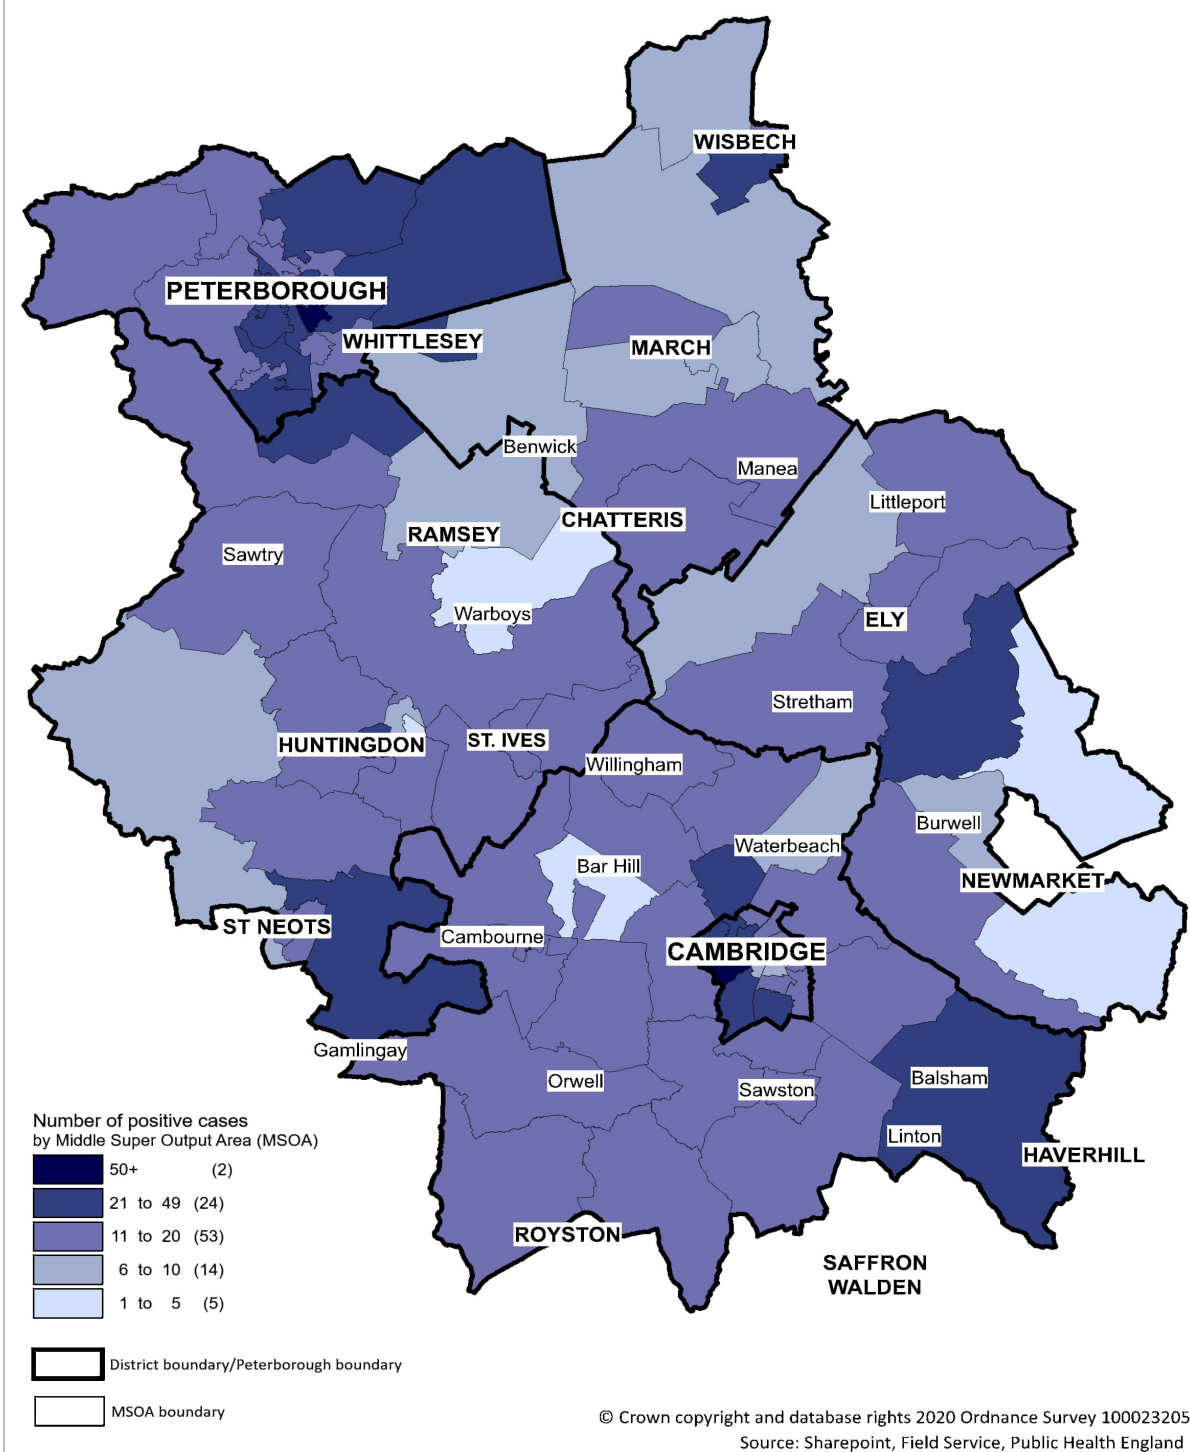 WISBECH
PETERBOROUGH
WHITTLESEY
MARCH
Benwick
Manea
Littleport
CHATTERIS
RAMSEY
Sawtry
Warboys
ELY
Stretham
HUNTINGDON
ST. IVES
Willingham
Burwell
Waterbeach
Bar Hill
NEWMARKET
ST NEOTS
Cambourne
CAMBRIDGE
Gamlingay
Orwell
Sawston
Balsham
Linton
HAVERHILL
ROYSTON
SAFFRON
WALDEN
Number of positive cases
by Middle Super Output Area (MSOA)
50+ (2)
21 to 49 (24)
11 to 20 (53)
6 to 10 (14)
1 to 5 (5)
District boundary/Peterborough boundary
MSOA boundary
© Crown copyright and database rights 2020 Ordnance Survey 100023205
Source: Sharepoint, Field Service, Public Health England